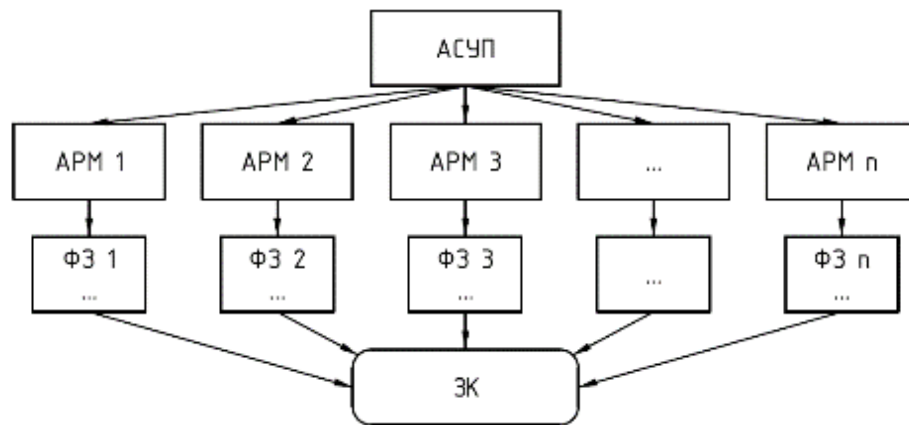 АСУП
АРМ 1
АРМ 2
АРМ 3
...
АРМ n
ФЗ 1
...
ФЗ 2
...
ФЗ 3
...
...
ФЗ n
...
ЗК